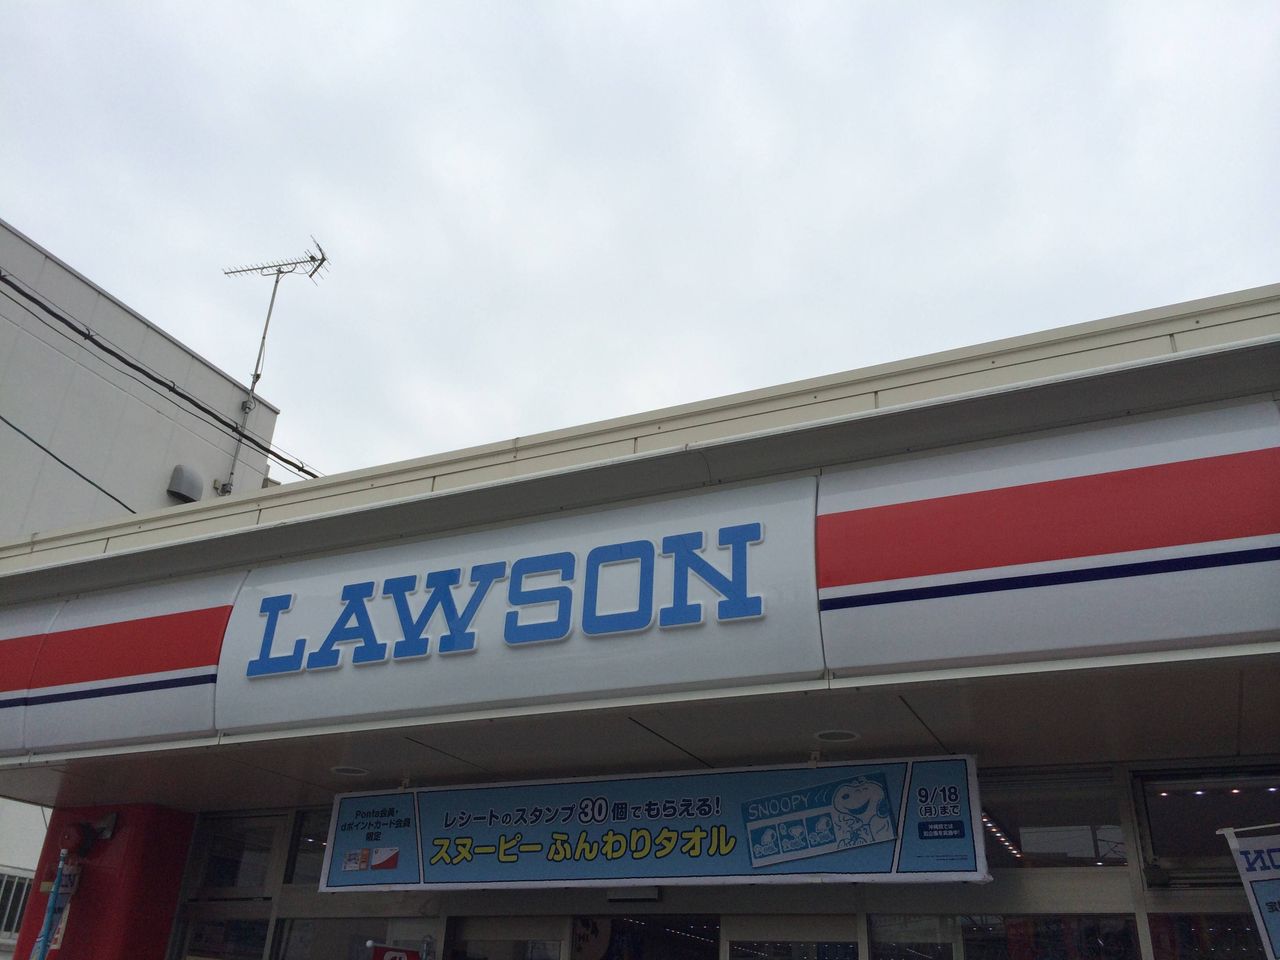 LAWSON
Ponta会員・
dポイントカード会員
限定
レシートのスタンプ30個でもらえる!
スヌーピー ふんわりタオル
SNOOPY
9/18
(月)まで